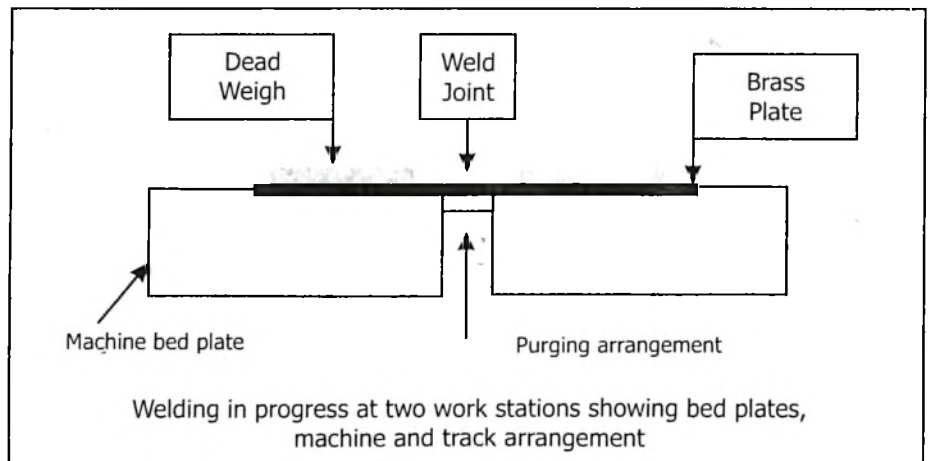 Dead
Weigh
Weld
Joint
Brass
Plate
Machine bed plate
Purging arrangement
Welding in progress at two work stations showing bed plates,
machine and track arrangement